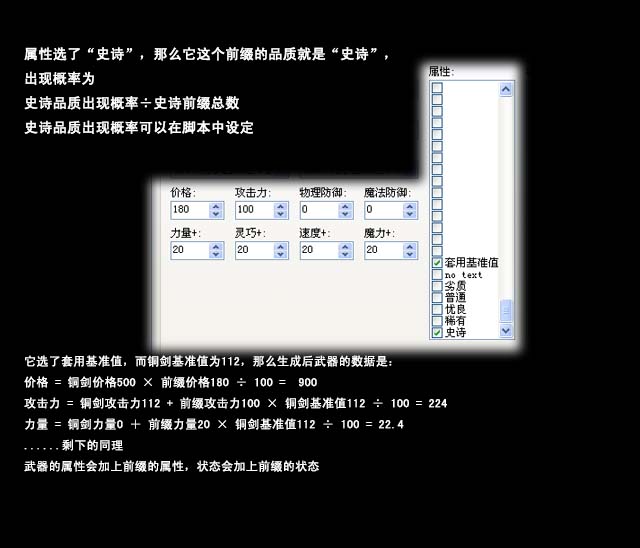 属性选了“史诗”，那么它这个前缀的品质就是“史诗”，
出现概率为
史诗品质出现概率÷史诗前缀总数
史诗品质出现概率可以在脚本中设定
属性:
价格: 攻击力: 物理防御: 魔法防御:
180 100 0 0
力量+: 灵巧+: 速度+: 魔力+:
20 20 20 20
套用基准值
no text
劣质
普通
优良
稀有
史诗
它选了套用基准值，而铜剑基准值为112，那么生成后武器的数据是:
价格 = 铜剑价格500 × 前缀价格180 ÷ 100 = 900
攻击力 = 铜剑攻击力112 + 前缀攻击力100 × 铜剑基准值112 ÷ 100 = 224
力量 = 铜剑力量0 + 前缀力量20 × 铜剑基准值112 ÷ 100 = 22.4
......剩下的同理
武器的属性会加上前缀的属性，状态会加上前缀的状态